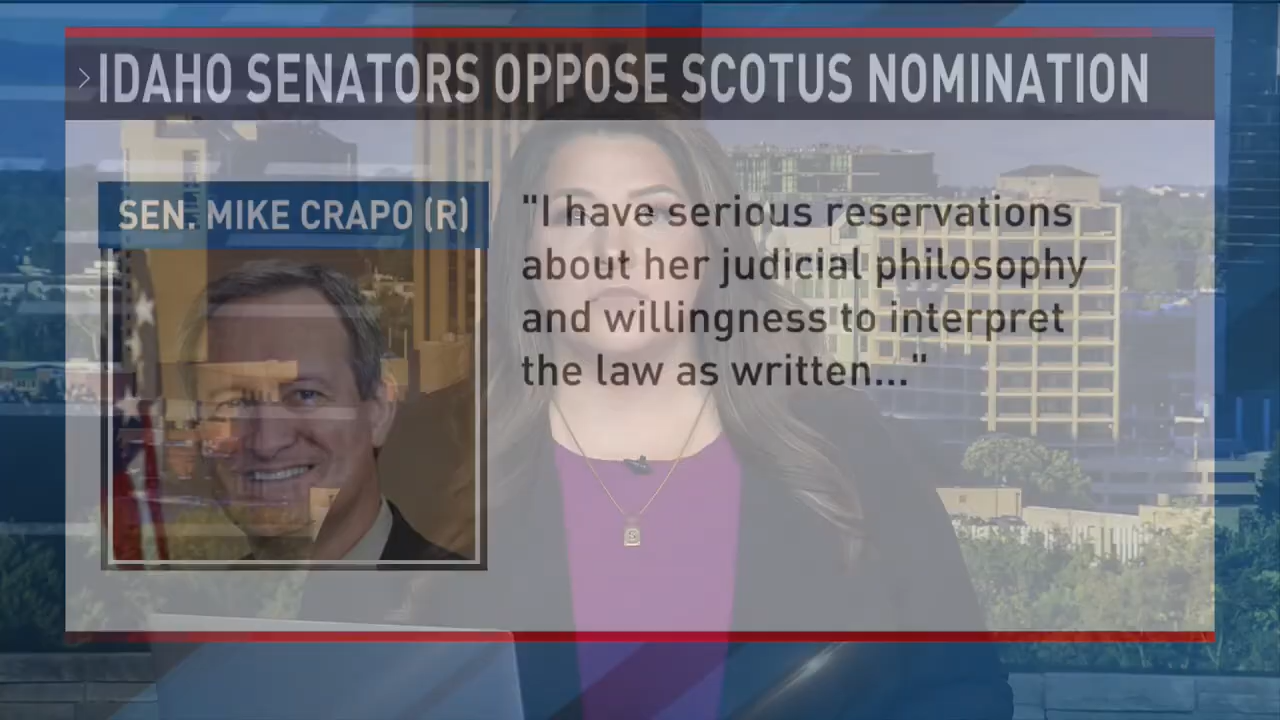 IDAHO SENATORS OPPOSE SCOTUS NOMINATION
SEN. MIKE CRAPO (R)
"I have serious reservations
about her judicial philosophy
and willingness to interpret
the law as written..."